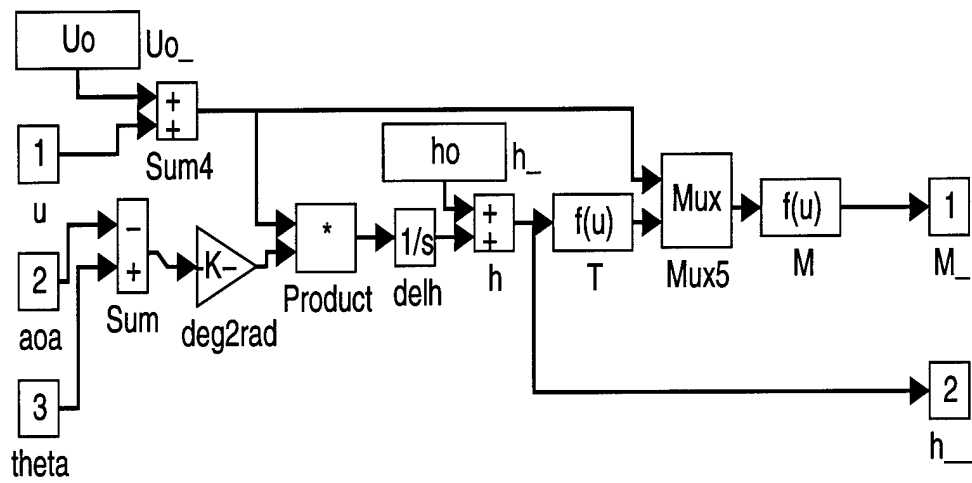 Uo
Uo_
+
+
Sum4
1
u
ho
h_
+
+
h
−
+
Sum
2
aoa
3
theta
-K-
deg2rad
*
Product
1/s
delh
f(u)
T
Mux
Mux5
f(u)
M
1
M_
2
h__